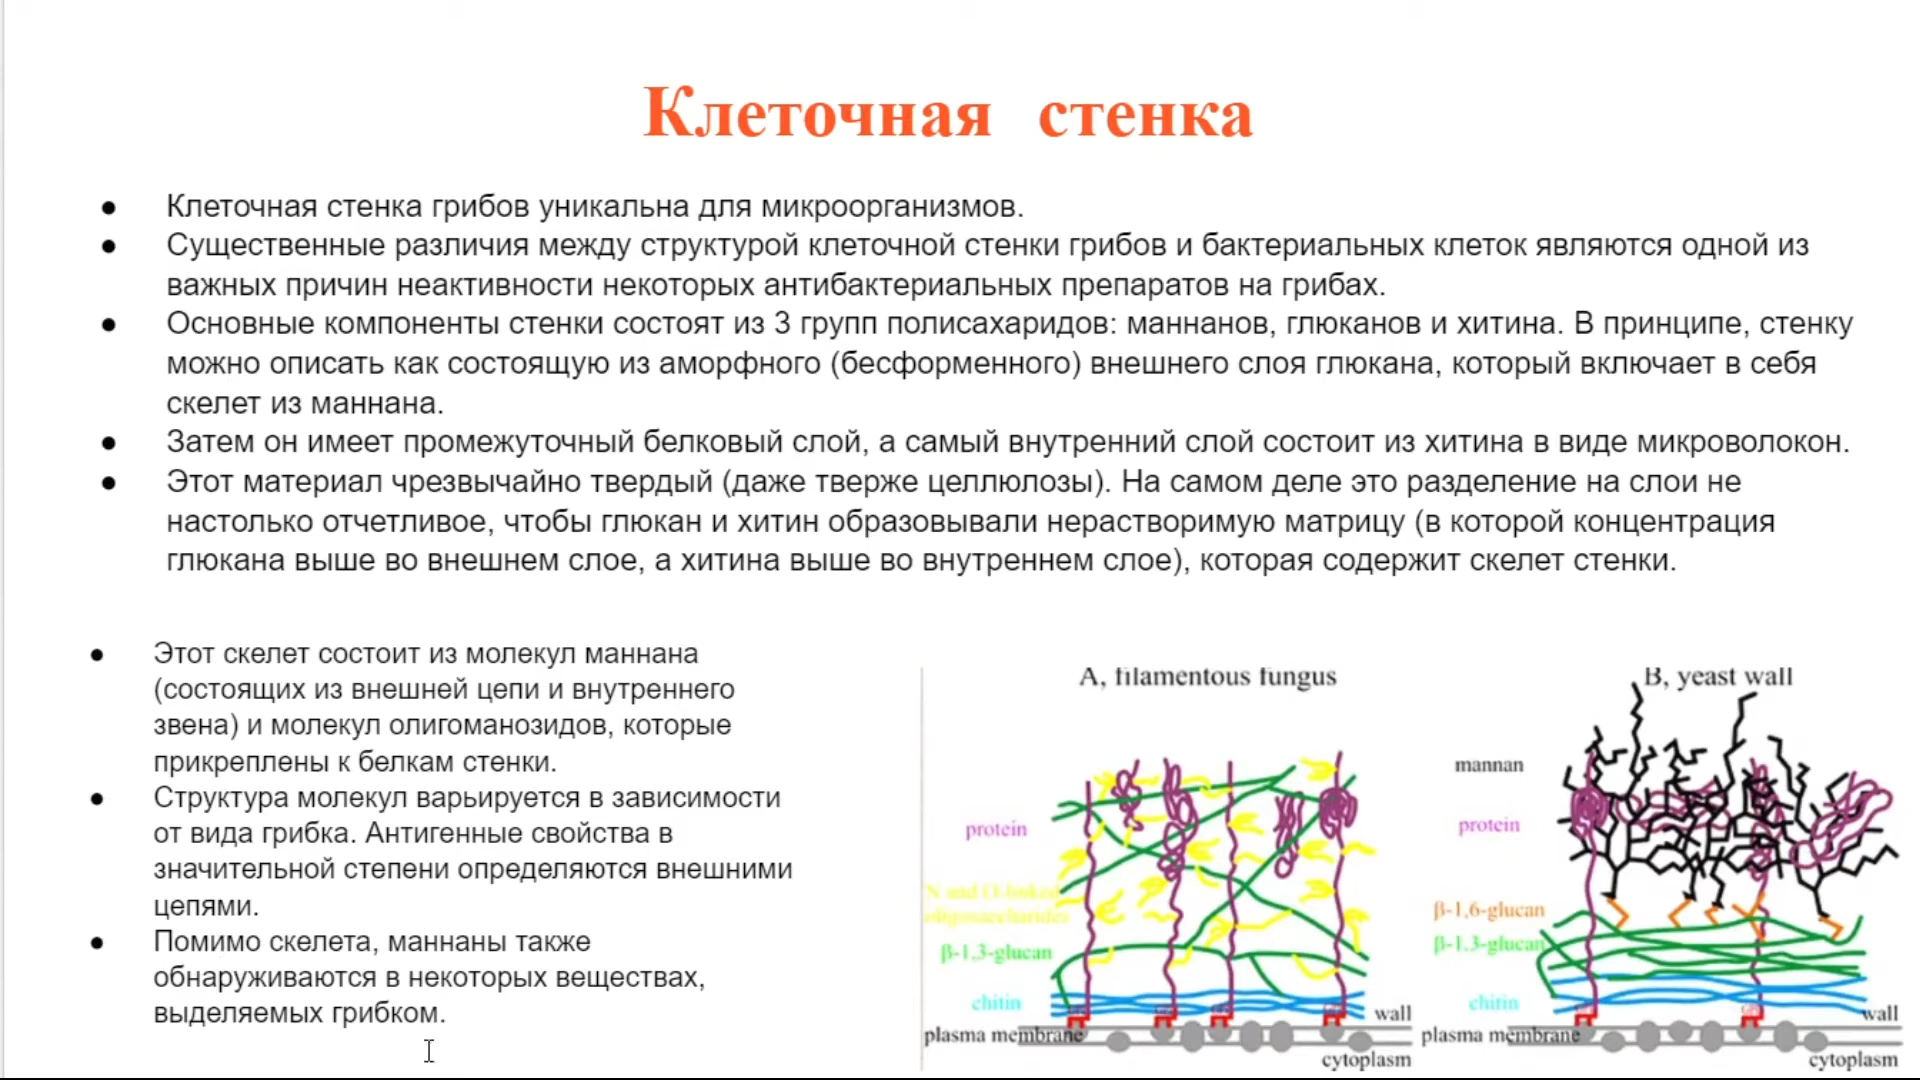 Клеточная стенка
● Клеточная стенка грибов уникальна для микроорганизмов.
● Существенные различия между структурой клеточной стенки грибов и бактериальных клеток являются одной из
важных причин неактивности некоторых антибактериальных препаратов на грибах.
● Основные компоненты стенки состоят из 3 групп полисахаридов: маннанов, глюканов и хитина. В принципе, стенку
можно описать как состоящую из аморфного (бесформенного) внешнего слоя глюкана, который включает в себя
скелет из маннана.
● Затем он имеет промежуточный белковый слой, а самый внутренний слой состоит из хитина в виде микроволокон.
● Этот материал чрезвычайно твердый (даже тверже целлюлозы). На самом деле это разделение на слои не
настолько отчетливое, чтобы глюкан и хитин образовывали нерастворимую матрицу (в которой концентрация
глюкана выше во внешнем слое, а хитина выше во внутреннем слое), которая содержит скелет стенки.
● Этот скелет состоит из молекул маннана
(состоящих из внешней цепи и внутреннего
звена) и молекул олигоманозидов, которые
прикреплены к белкам стенки.
● Структура молекул варьируется в зависимости
от вида грибка. Антигенные свойства в
значительной степени определяются внешними
цепями.
● Помимо скелета, маннаны также
обнаруживаются в некоторых веществах,
выделяемых грибком.
A, filamentous fungus
protein
N and O-linked
oligosaccharides
β-1,3-glucan
chitin
wall
plasma membrane
cytoplasm
B, yeast wall
mannan
protein
β-1,6-glucan
β-1,3-glucan
chitin
wall
plasma membrane
cytoplasm